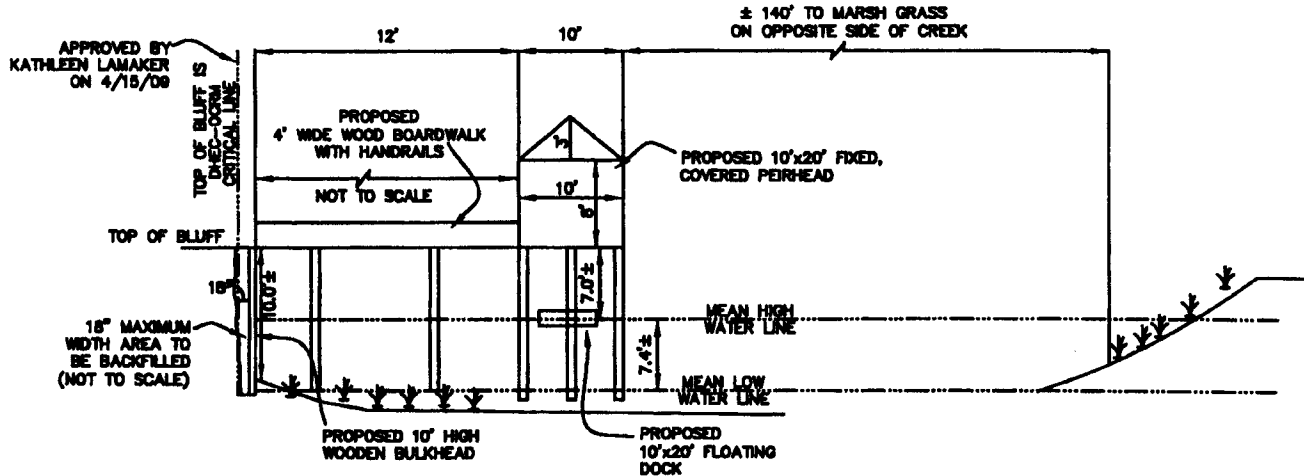 ± 140' TO MARSH GRASS
ON OPPOSITE SIDE OF CREEK
12'
10'
APPROVED BY
KATHLEEN LAMAKER
ON 4/15/09
TOP OF BLUFF IS
DHEC-OCRM
CRITICAL LINE
PROPOSED
4' WIDE WOOD BOARDWALK
WITH HANDRAILS
3'
PROPOSED 10'x20' FIXED,
COVERED PEIRHEAD
NOT TO SCALE
10'
8'
TOP OF BLUFF
18"
10.0'±
7.0'±
MEAN HIGH
WATER LINE
18" MAXIMUM
WIDTH AREA TO
BE BACKFILLED
(NOT TO SCALE)
7.4'±
MEAN LOW
WATER LINE
PROPOSED 10' HIGH
WOODEN BULKHEAD
PROPOSED
10'x20' FLOATING
DOCK